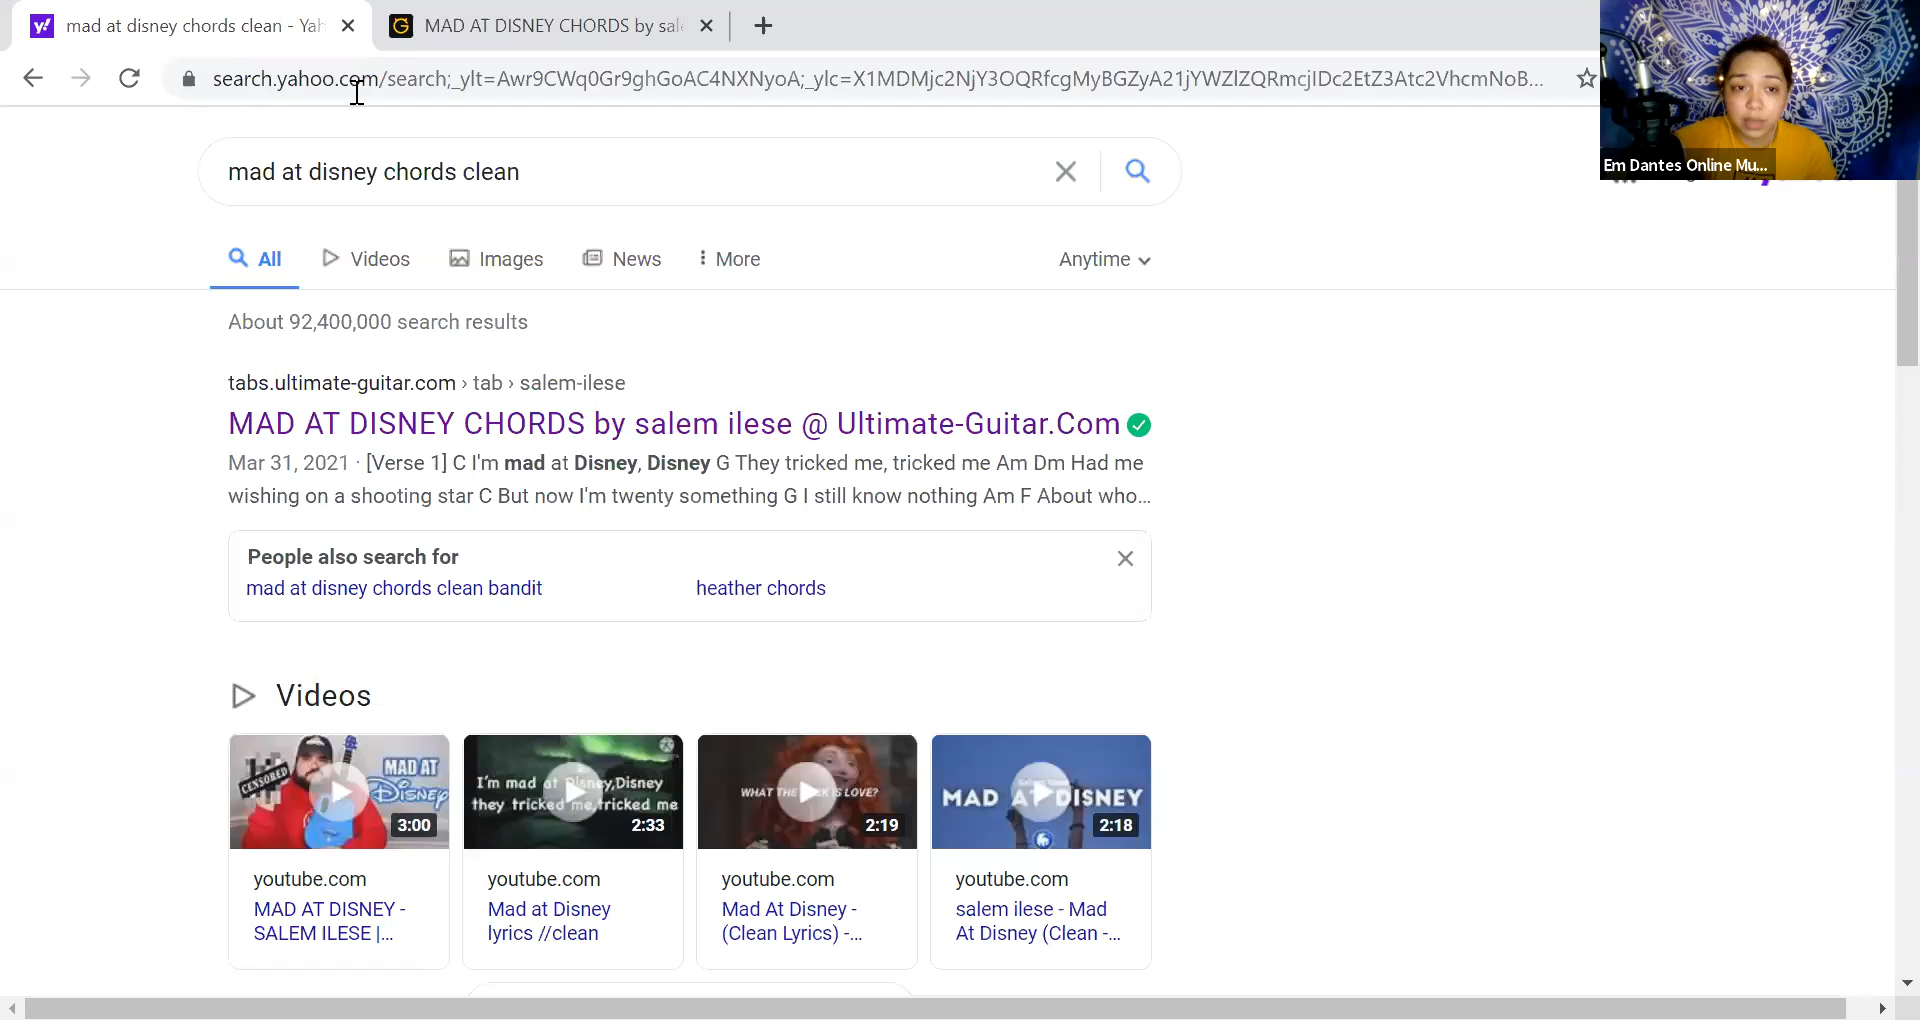 mad at disney chords clean - Yah
MAD AT DISNEY CHORDS by sal
search.yahoo.com/search;_ylt=Awr9CWq0Gr9ghGoAC4NXNyoA;_ylc=X1MDMjc2NjY3OQRfcgMyBGZyA21jYWZlZQRmcjIDc2EtZ3Atc2VhcmNoB...
Em Dantes Online Mu...
mad at disney chords clean
All Videos Images News More Anytime
About 92,400,000 search results
tabs.ultimate-guitar.com › tab › salem-ilese
MAD AT DISNEY CHORDS by salem ilese @ Ultimate-Guitar.Com
Mar 31, 2021 · [Verse 1] C I'm mad at Disney, Disney G They tricked me, tricked me Am Dm Had me
wishing on a shooting star C But now I'm twenty something G I still know nothing Am F About who...
People also search for
mad at disney chords clean bandit
heather chords
Videos
CENSORED
MAD AT
Disney
3:00
I'm mad at Disney,Disney
they tricked me,tricked me
2:33
WHAT THE IS LOVE?
2:19
MAD AT DISNEY
2:18
youtube.com
MAD AT DISNEY -
SALEM ILESE |...
youtube.com
Mad at Disney
lyrics //clean
youtube.com
Mad At Disney -
(Clean Lyrics) -...
youtube.com
salem ilese - Mad
At Disney (Clean -...